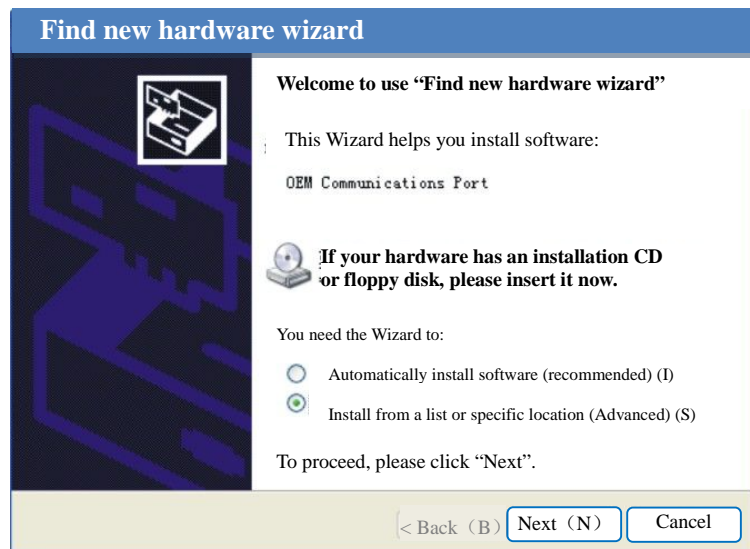 Find new hardware wizard
Welcome to use “Find new hardware wizard”
This Wizard helps you install software:
OEM Communications Port
If your hardware has an installation CD
or floppy disk, please insert it now.
You need the Wizard to:
Automatically install software (recommended) (I)
Install from a list or specific location (Advanced) (S)
To proceed, please click “Next”.
< Back（B） Next（N） Cancel